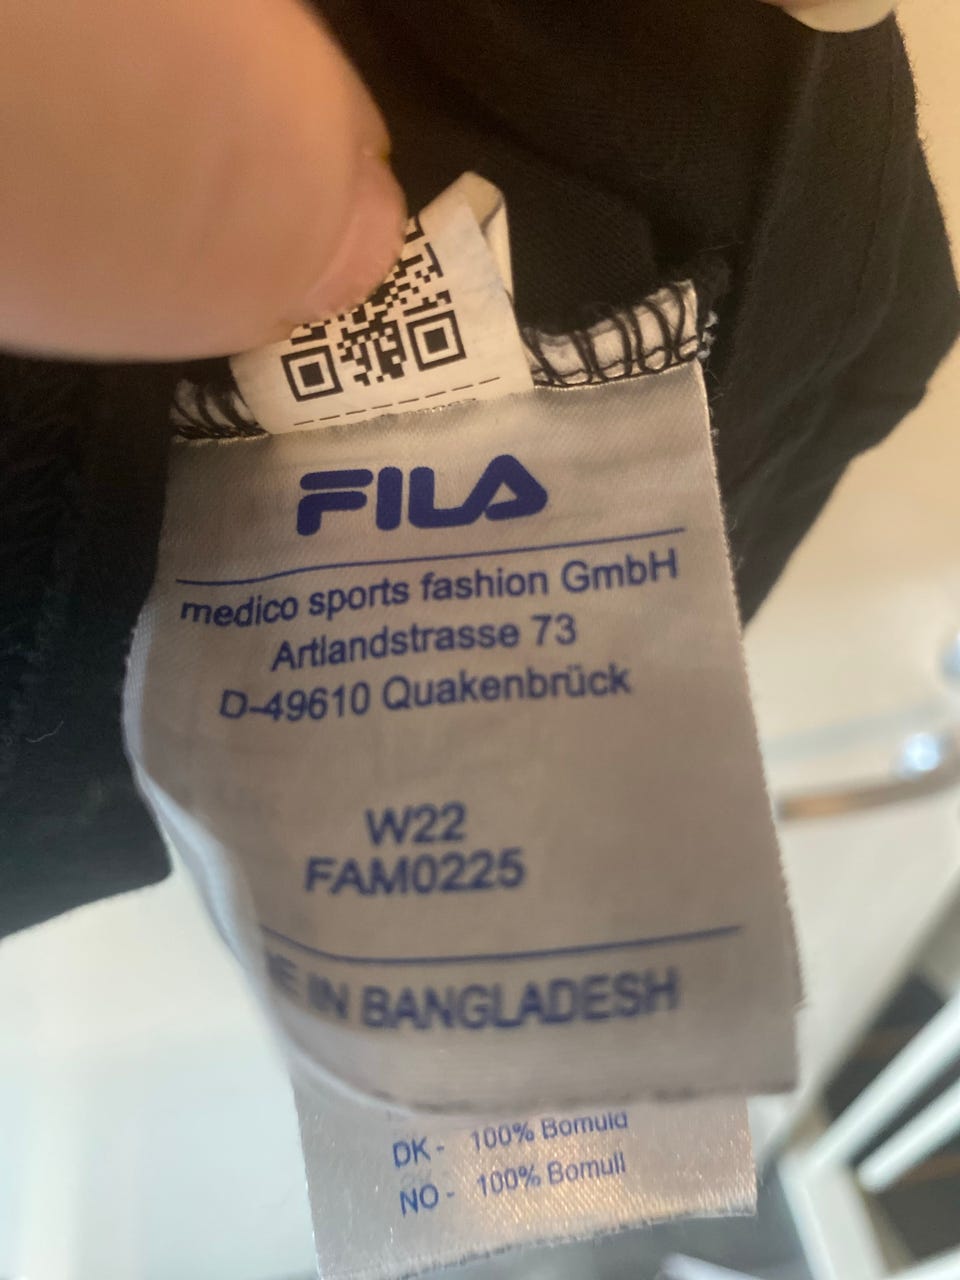 FILA
medico sports fashion GmbH
Artlandstrasse 73
D-49610 Quakenbrück
W22
FAM0225
IN BANGLADESH
DK - 100% Bomuld
NO - 100% Bomull